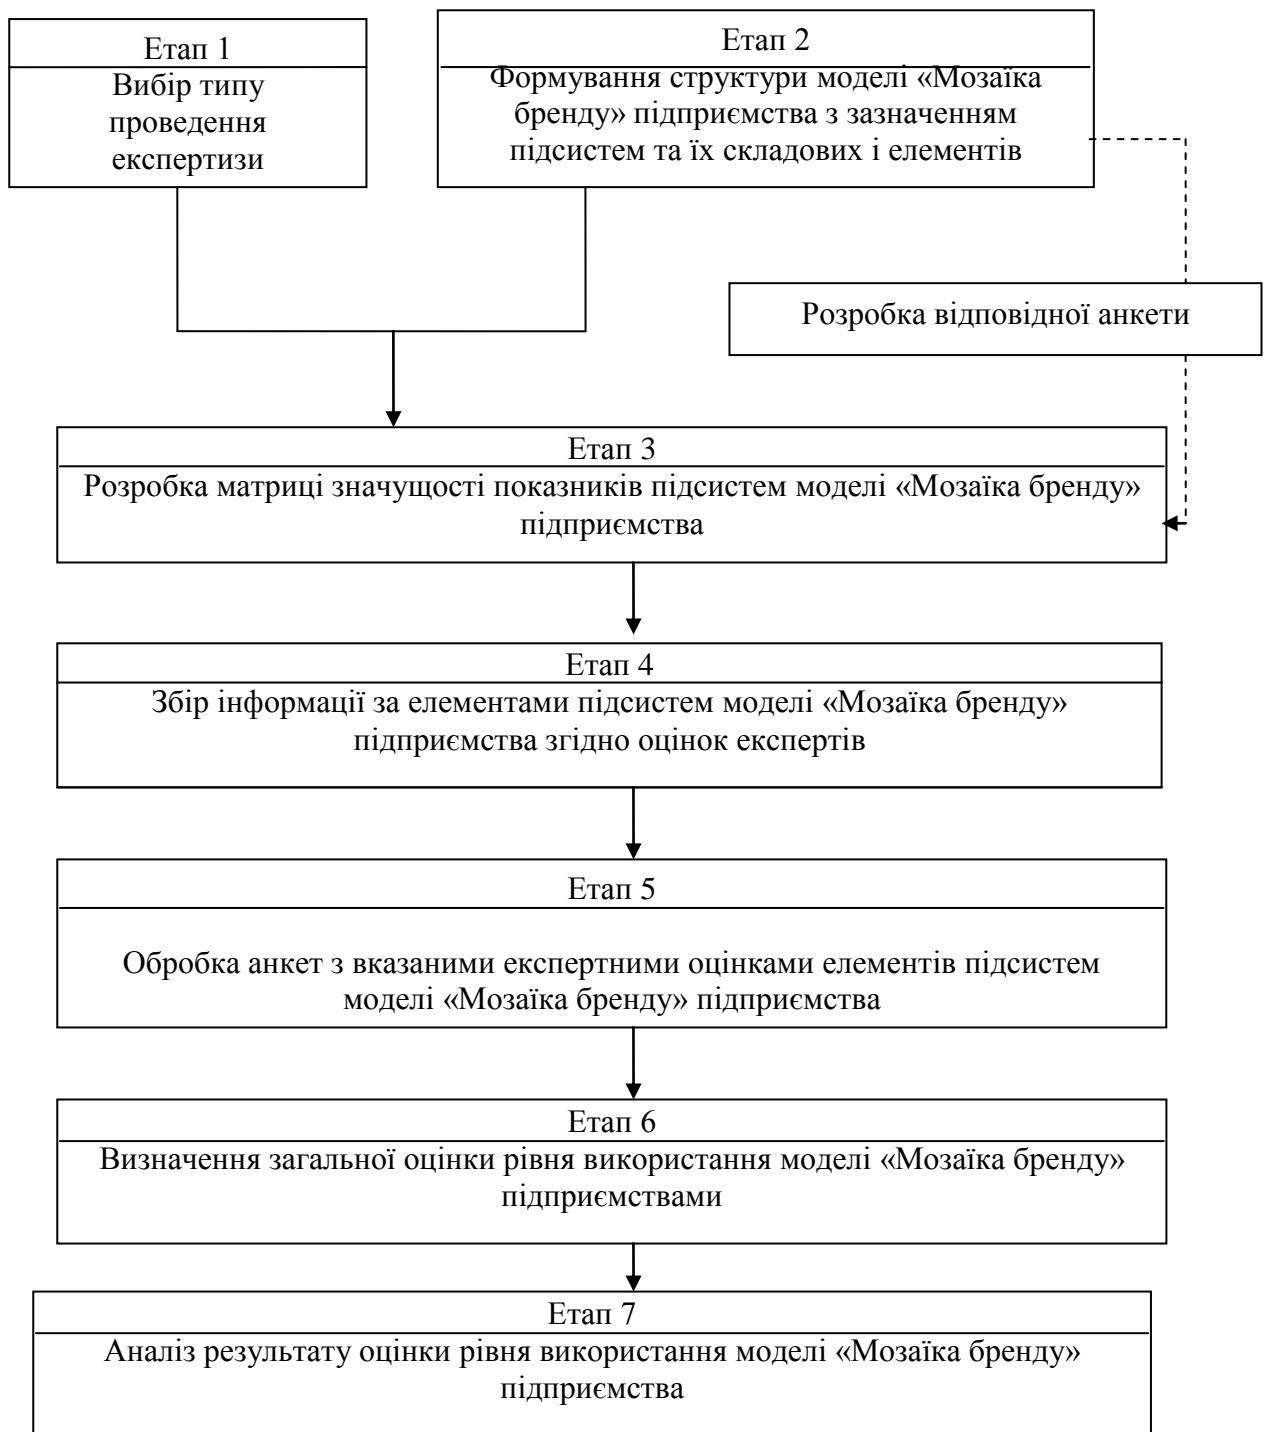 Етап 1
Вибір типу
проведення
експертизи
Етап 2
Формування структури моделі «Мозаїка
бренду» підприємства з зазначенням
підсистем та їх складових і елементів
Розробка відповідної анкети
Етап 3
Розробка матриці значущості показників підсистем моделі «Мозаїка бренду»
підприємства
Етап 4
Збір інформації за елементами підсистем моделі «Мозаїка бренду»
підприємства згідно оцінок експертів
Етап 5
Обробка анкет з вказаними експертними оцінками елементів підсистем
моделі «Мозаїка бренду» підприємства
Етап 6
Визначення загальної оцінки рівня використання моделі «Мозаїка бренду»
підприємствами
Етап 7
Аналіз результату оцінки рівня використання моделі «Мозаїка бренду»
підприємства